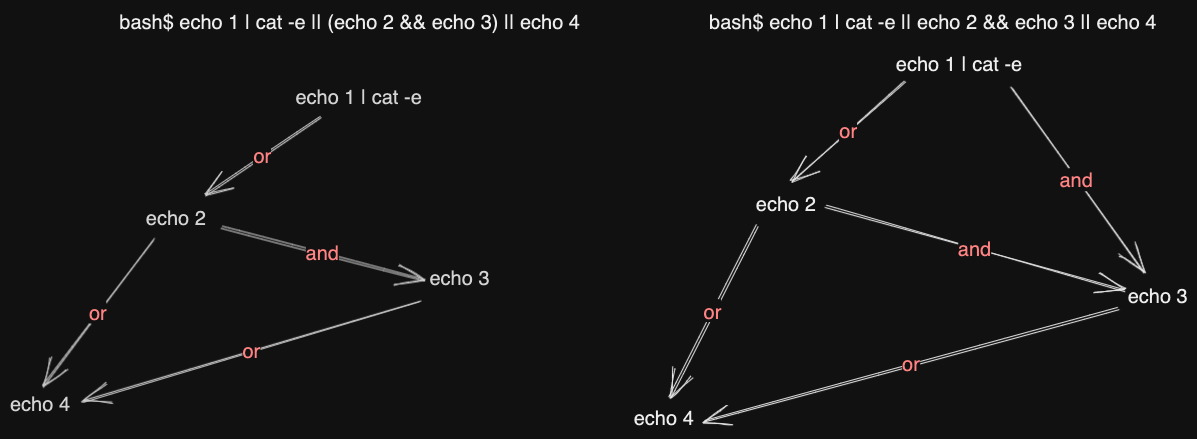 bash$ echo 1 | cat -e || (echo 2 && echo 3) || echo 4
echo 1 | cat -e
or
echo 2
and
echo 3
or
or
echo 4
bash$ echo 1 | cat -e || echo 2 && echo 3 || echo 4
echo 1 | cat -e
or
and
echo 2
and
echo 3
or
or
echo 4